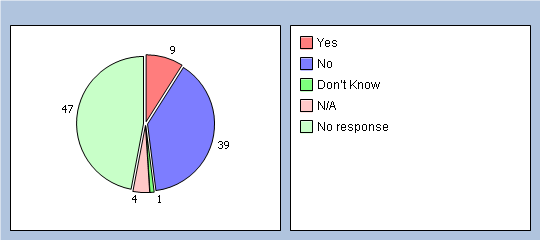 9
47
39
4
1
Yes
No
Don't Know
N/A
No response